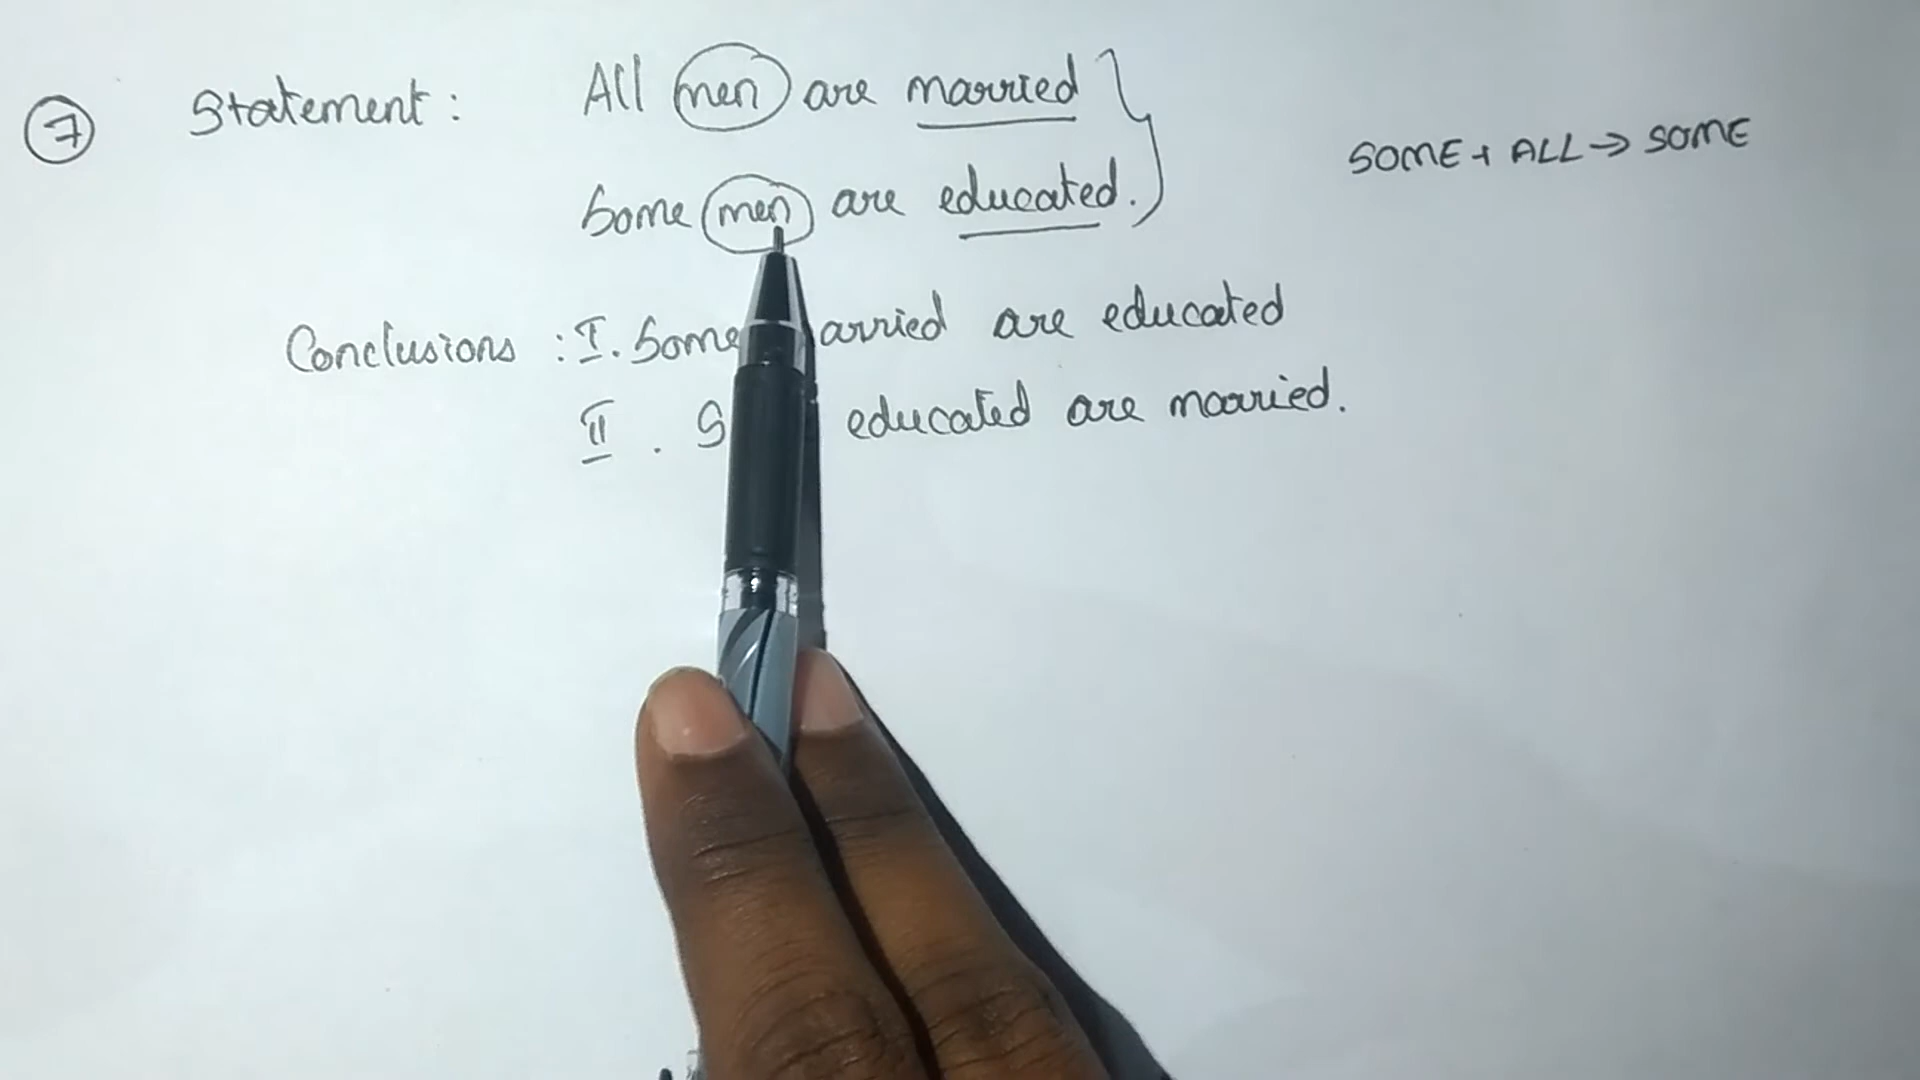 7 Statement : All men are married
Some men are educated.
SOME + ALL → SOME
Conclusions : I. Some arried are educated
II. S educated are married.